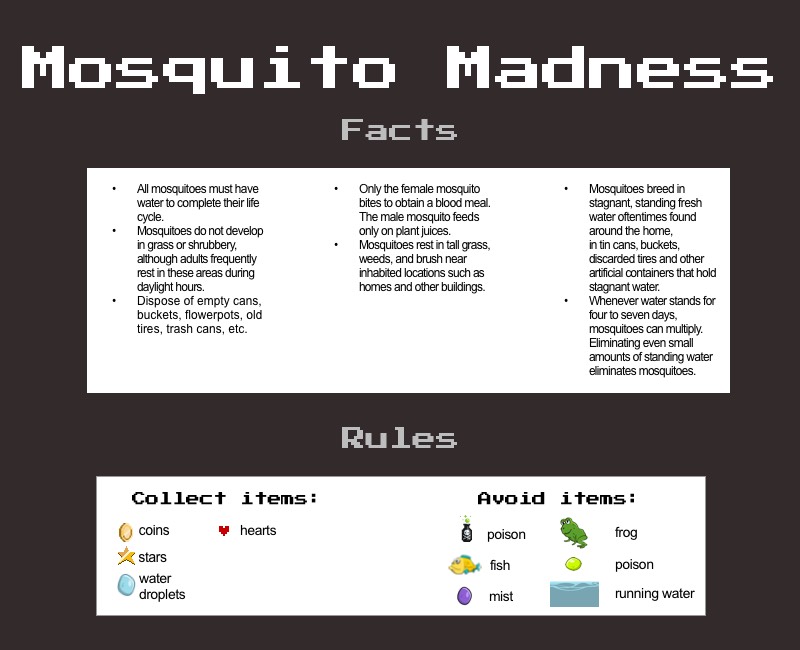 Mosquito Madness
Facts
• All mosquitoes must have
water to complete their life
cycle.
• Mosquitoes do not develop
in grass or shrubbery,
although adults frequently
rest in these areas during
daylight hours.
• Dispose of empty cans,
buckets, flowerpots, old
tires, trash cans, etc.
• Only the female mosquito
bites to obtain a blood meal.
The male mosquito feeds
only on plant juices.
• Mosquitoes rest in tall grass,
weeds, and brush near
inhabited locations such as
homes and other buildings.
• Mosquitoes breed in
stagnant, standing fresh
water oftentimes found
around the home,
in tin cans, buckets,
discarded tires and other
artificial containers that hold
stagnant water.
• Whenever water stands for
four to seven days,
mosquitoes can multiply.
Eliminating even small
amounts of standing water
eliminates mosquitoes.
Rules
Collect items:
coins
hearts
stars
water
droplets
Avoid items:
poison
frog
fish
poison
mist
running water